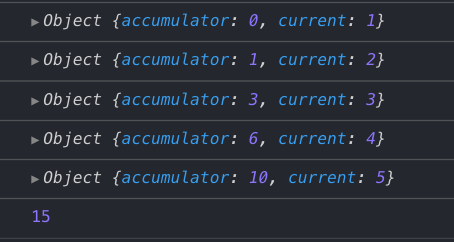 ▶Object {accumulator: 0, current: 1}
▶Object {accumulator: 1, current: 2}
▶Object {accumulator: 3, current: 3}
▶Object {accumulator: 6, current: 4}
▶Object {accumulator: 10, current: 5}
15